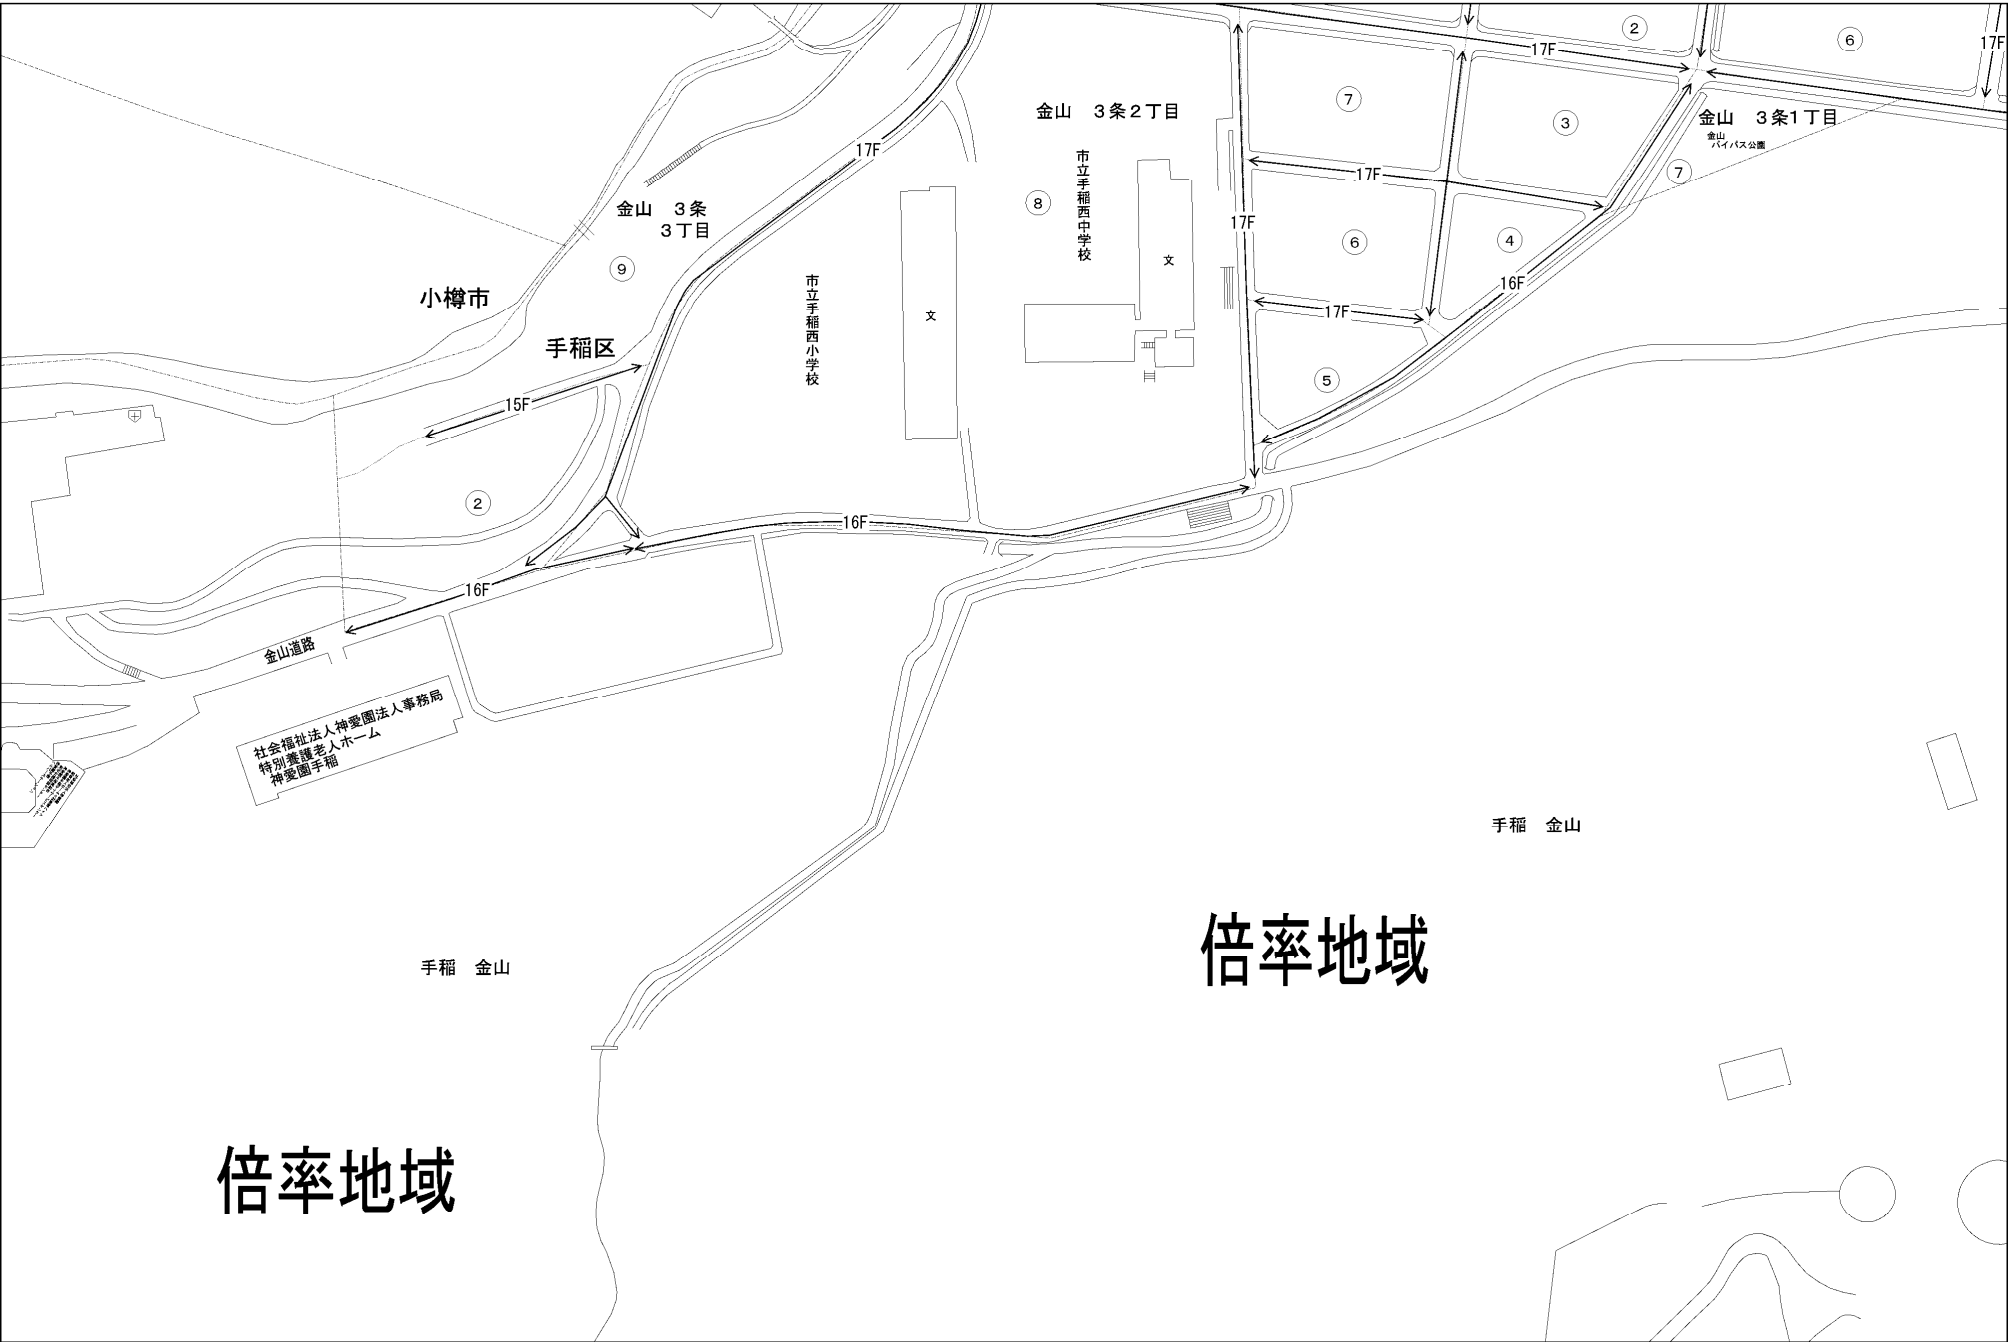 ②
⑥
17F
17F
⑦
金山　３条２丁目
③
金山　３条１丁目
金山
バイパス公園
17F
市立手稲西中学校
17F
⑦
⑧
金山　３条
３丁目
17F
⑥
④
文
⑨
市立手稲西小学校
16F
小樽市
17F
文
手稲区
⑤
15F
②
16F
16F
金山道路
社会福祉法人神愛園法人事務局
特別養護老人ホーム
神愛園手稲
手稲　金山
倍率地域
手稲　金山
倍率地域